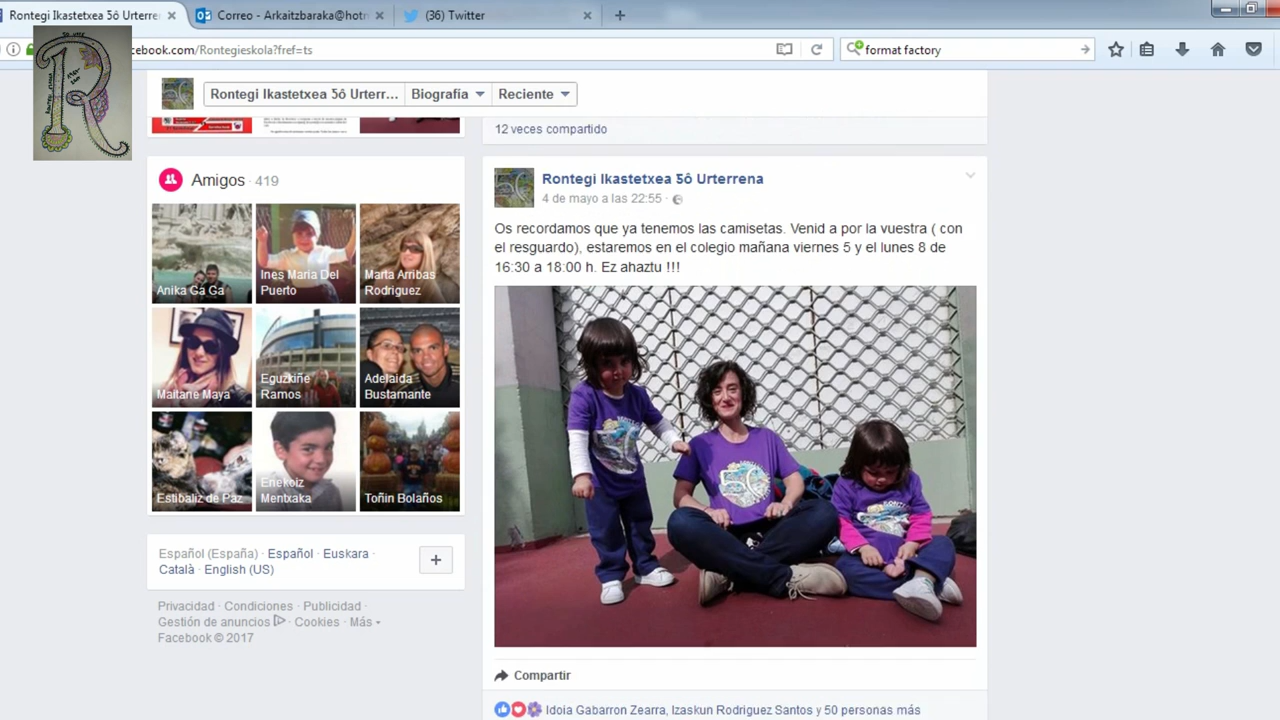 Rontegi Ikastetxea 5ô Urterrer
Correo - Arkaitzbaraka@hotm
(36) Twitter
cebook.com/Rontegieskola?fref=ts
format factory
R
Rontegi Ikastetxea 5ô Urterr...
Biografía
Reciente
12 veces compartido
Amigos · 419
Anika Ga Ga
Ines Maria Del
Puerto
Marta Arribas
Rodriguez
Maitane Maya
Eguzkiñe
Ramos
Adelaida
Bustamante
Estibaliz de Paz
Enekoiz
Mentxaka
Toñin Bolaños
Español (España) · Español · Euskara ·
Català · English (US)
+
Privacidad · Condiciones · Publicidad ·
Gestión de anuncios · Cookies · Más
Facebook © 2017
Rontegi Ikastetxea 5ô Urterrena
4 de mayo a las 22:55 ·
Os recordamos que ya tenemos las camisetas. Venid a por la vuestra ( con
el resguardo), estaremos en el colegio mañana viernes 5 y el lunes 8 de
16:30 a 18:00 h. Ez ahaztu !!!
Compartir
Idoia Gabarron Zearra, Izaskun Rodriguez Santos y 50 personas más